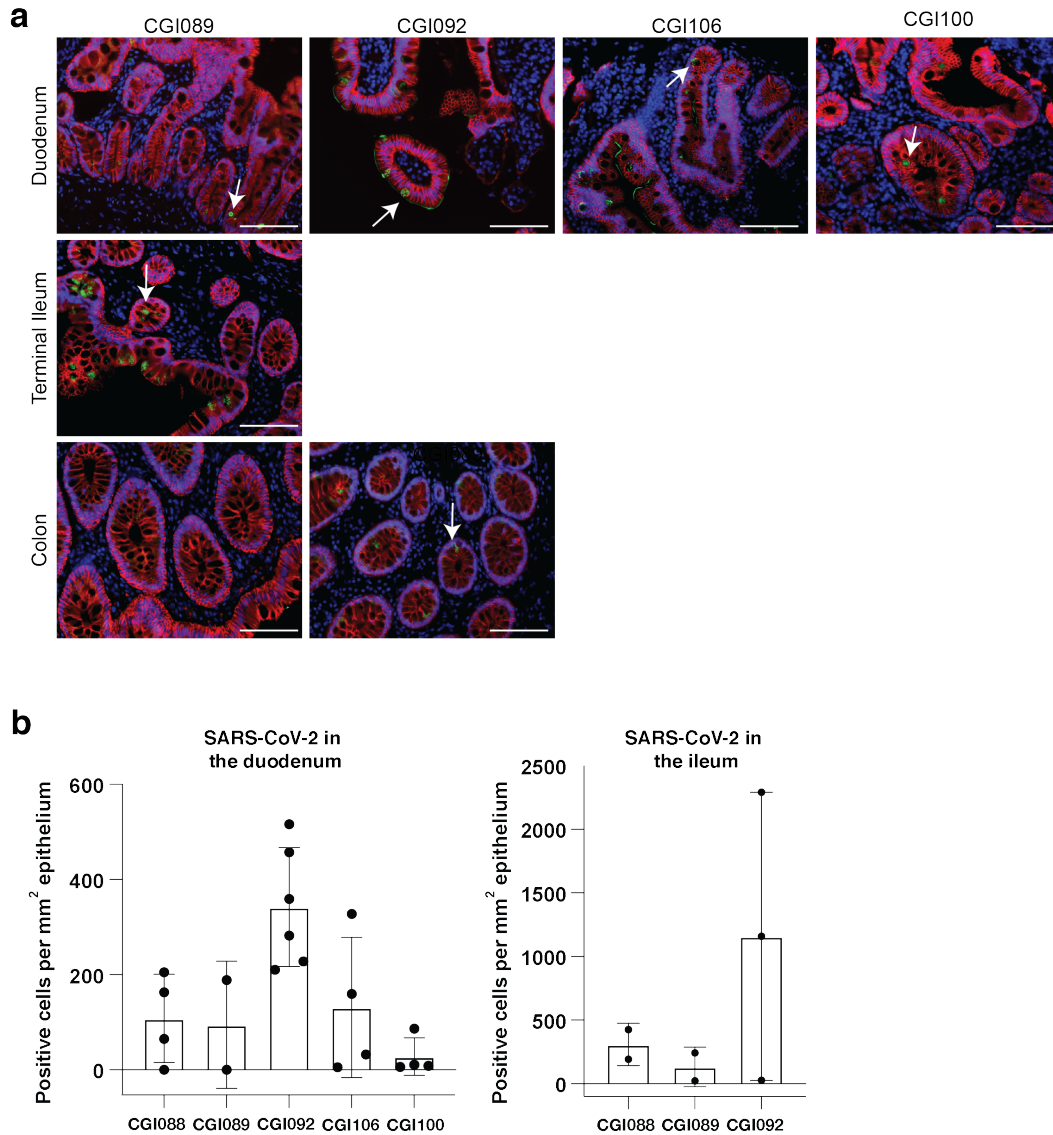 a
CGI089 CGI092 CGI106 CGI100
Duodenum
Terminal Ileum
Colon
b
SARS-CoV-2 in
the duodenum
Positive cells per mm² epithelium
600
400
200
0
CGI088 CGI089 CGI092 CGI106 CGI100
SARS-CoV-2 in
the ileum
Positive cells per mm² epithelium
2500
2000
1500
1000
500
0
CGI088 CGI089 CGI092